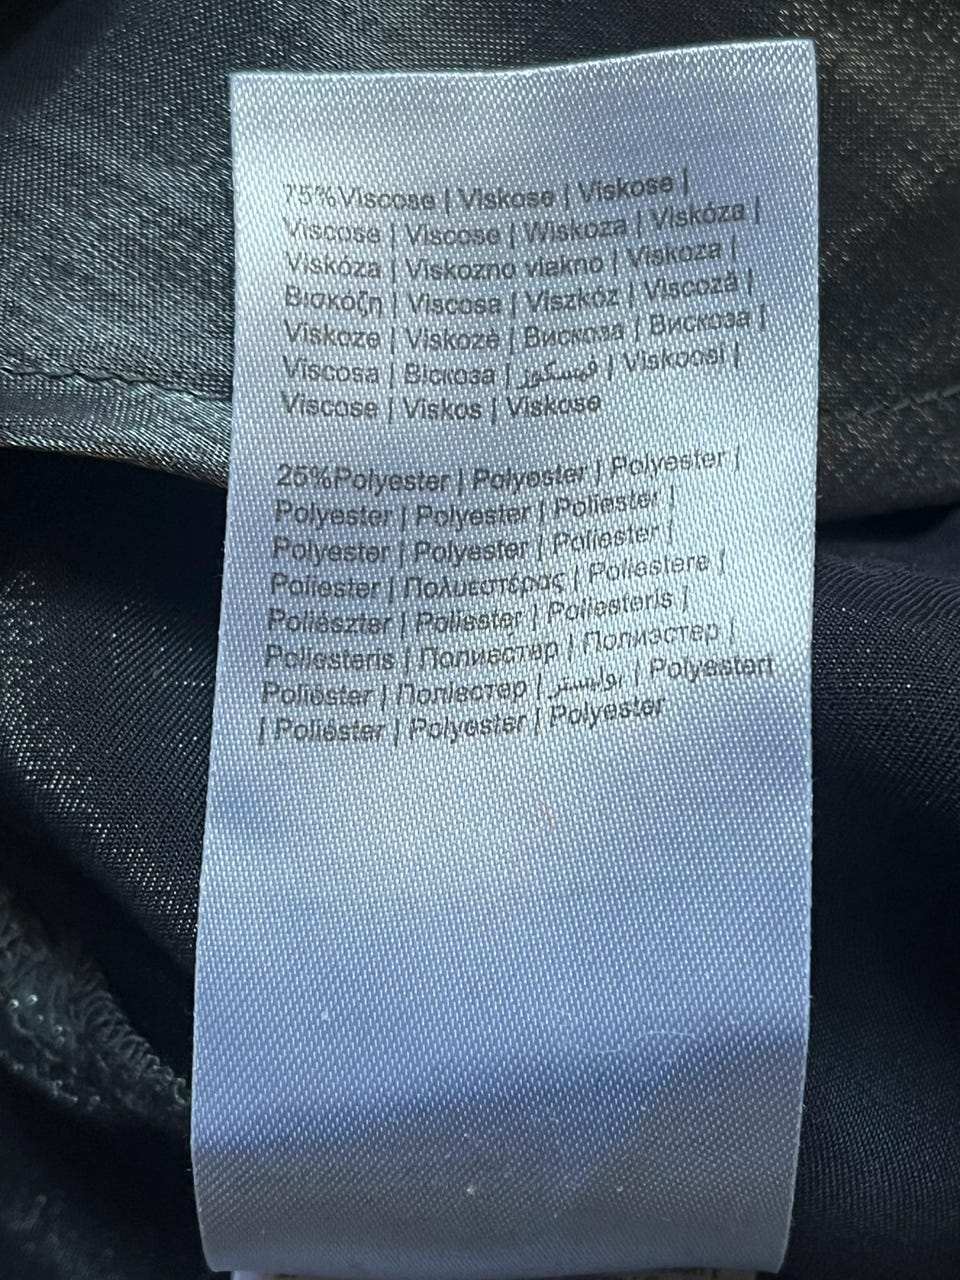 75%Viscose | Viskose | Viskose |
Viscose | Viscose | Wiskoza | Viskóza |
Viskóza | Viskozno vlakno | Viskoza |
Βισκόζη | Viscosa | Viszkóz | Viscoză |
Viskoze | Viskozė | Вискоза | Вискоза |
Viscosa | Віскоза | فيسكوز | Viskoosi |
Viscose | Viskos | Viskose
25%Polyester | Polyester | Polyester |
Polyester | Polyester | Poliester |
Polyester | Polyester | Poliester |
Poliester | Πολυεστέρας | Poliestere |
Poliészter | Poliester | Poliesteris |
Poliesteris | Полиестер | Полиэстер |
Poliéster | Поліестер | بوليستر | Polyesteri
| Poliéster | Polyester | Polyester